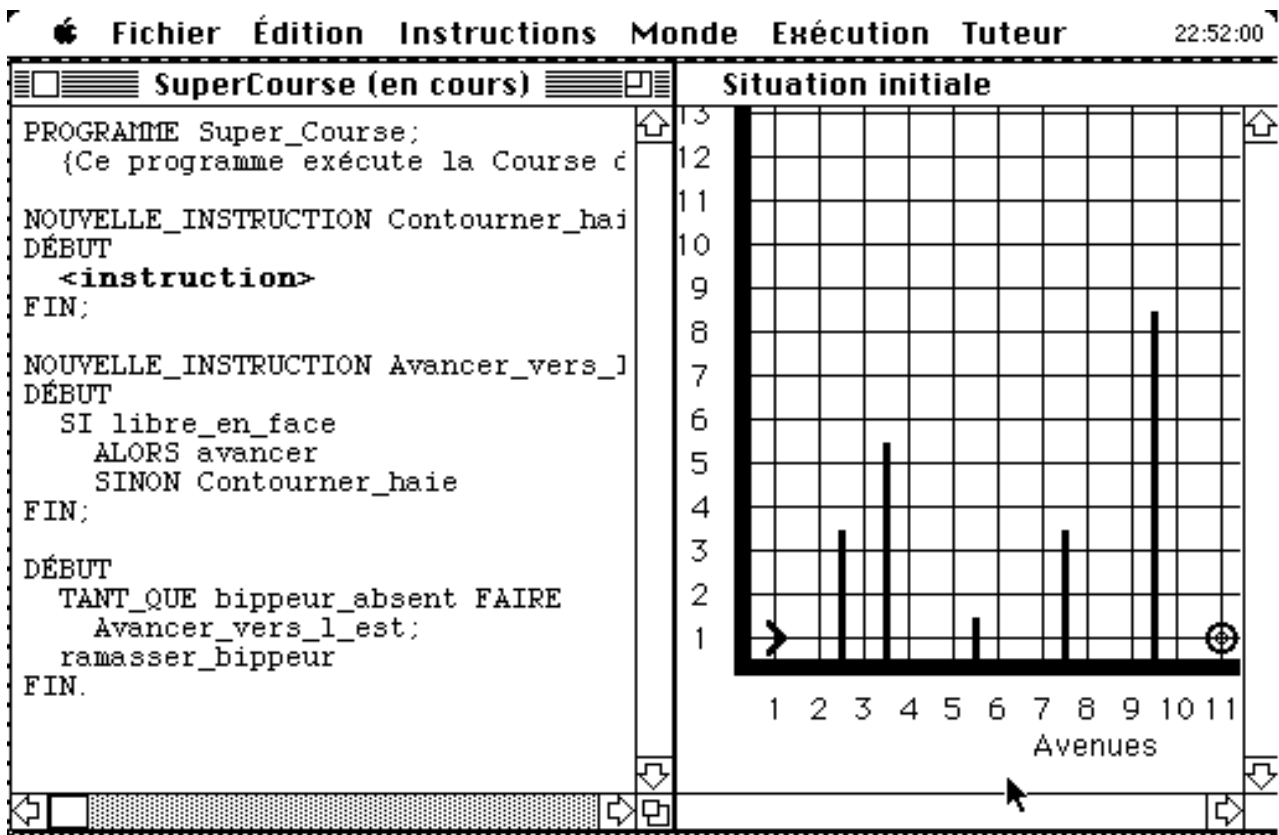 Fichier Édition Instructions Monde Exécution Tuteur 22:52:00
SuperCourse (en cours)
PROGRAMME Super_Course;
{Ce programme exécute la Course d
NOUVELLE_INSTRUCTION Contourner_hai
DÉBUT
<instruction>
FIN;
NOUVELLE_INSTRUCTION Avancer_vers_l
DÉBUT
SI libre_en_face
ALORS avancer
SINON Contourner_haie
FIN;
DÉBUT
TANT_QUE bippeur_absent FAIRE
Avancer_vers_l_est;
ramasser_bippeur
FIN.
Situation initiale
13
12
11
10
9
8
7
6
5
4
3
2
1
1 2 3 4 5 6 7 8 9 10 11
Avenues